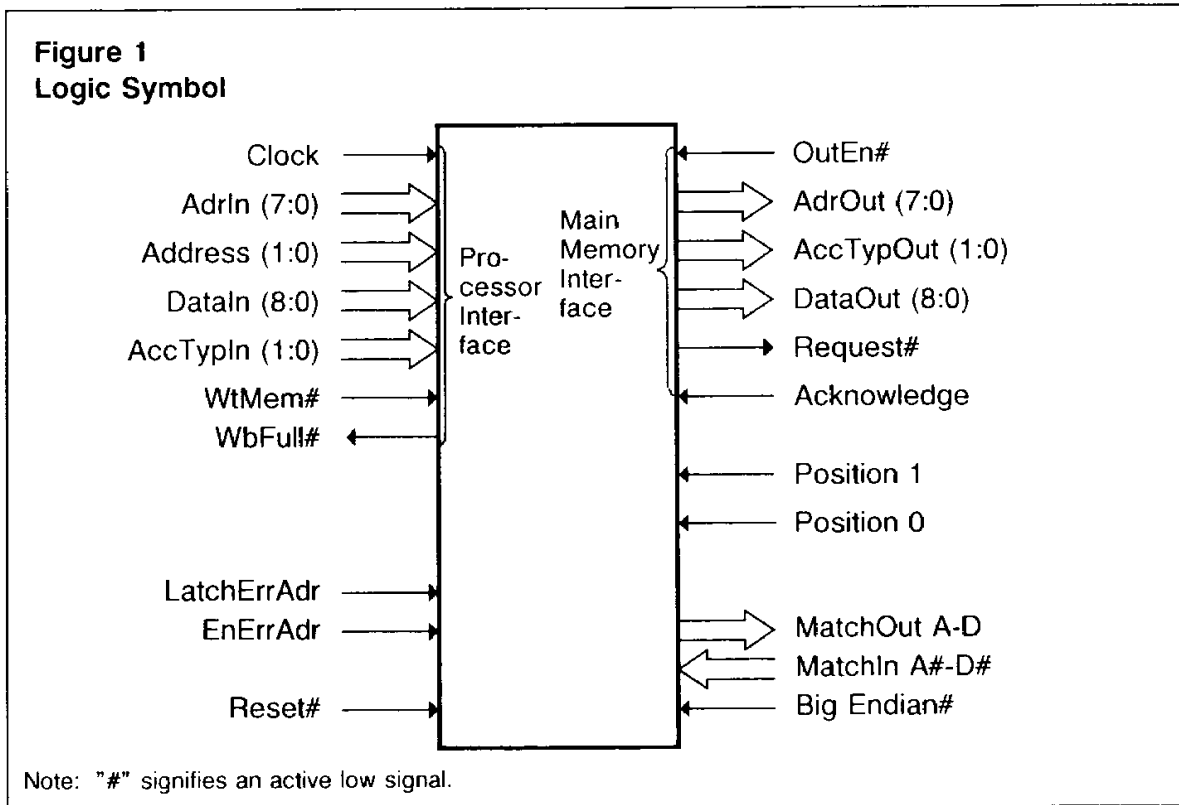 Figure 1
Logic Symbol
Clock
AdrIn (7:0)
Address (1:0)
DataIn (8:0)
AccTypIn (1:0)
WtMem#
WbFull#
LatchErrAdr
EnErrAdr
Reset#
Pro-
cessor
Inter-
face
Main
Memory
Inter-
face
OutEn#
AdrOut (7:0)
AccTypOut (1:0)
DataOut (8:0)
Request#
Acknowledge
Position 1
Position 0
MatchOut A-D
MatchIn A#-D#
Big Endian#
Note: "#" signifies an active low signal.